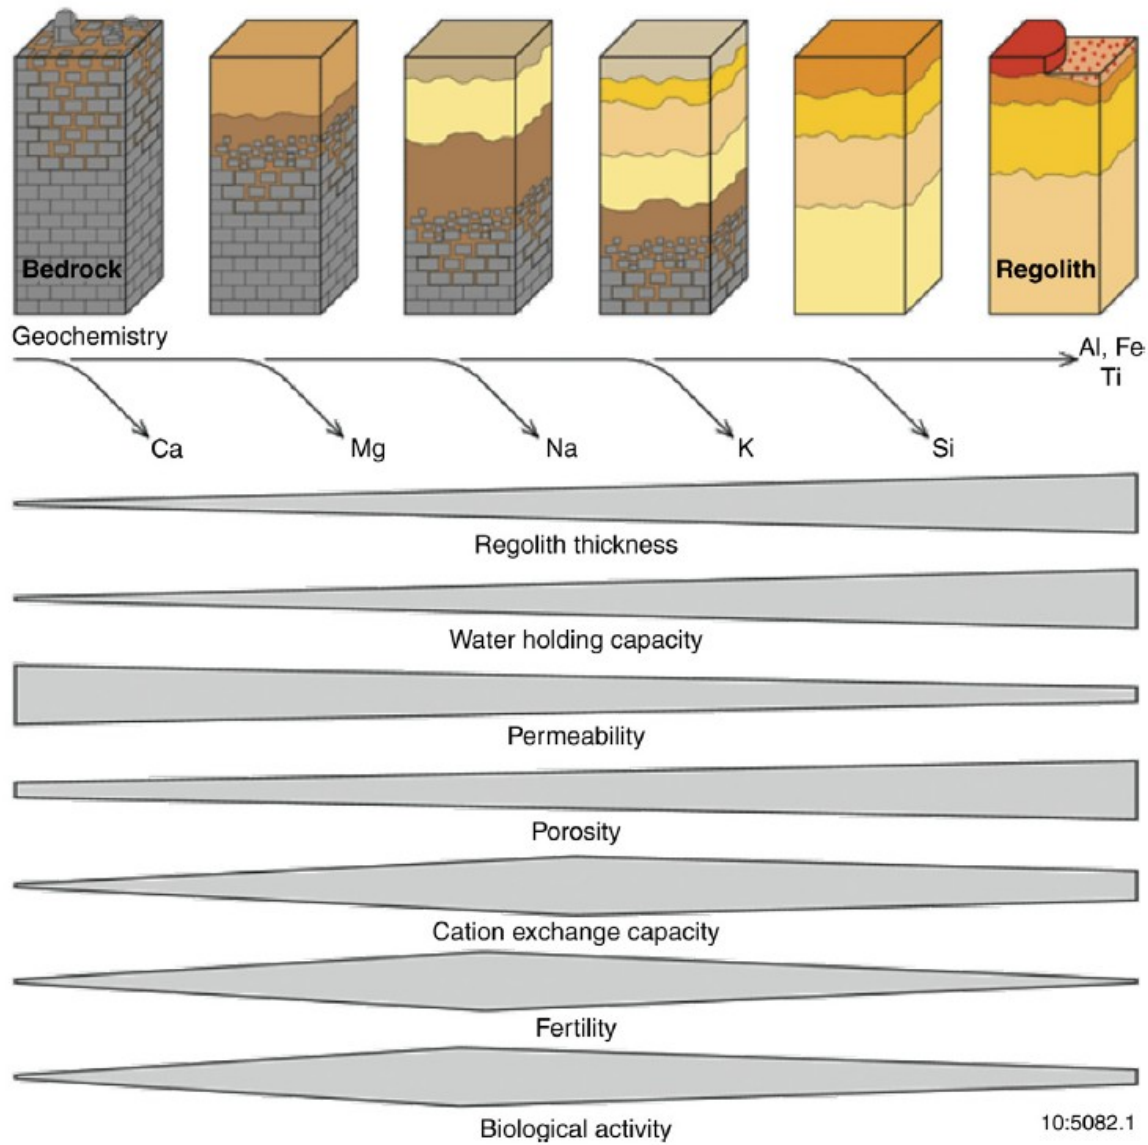 Bedrock
Regolith
Geochemistry
Al, Fe
Ti
Ca
Mg
Na
K
Si
Regolith thickness
Water holding capacity
Permeability
Porosity
Cation exchange capacity
Fertility
Biological activity
10:5082.1